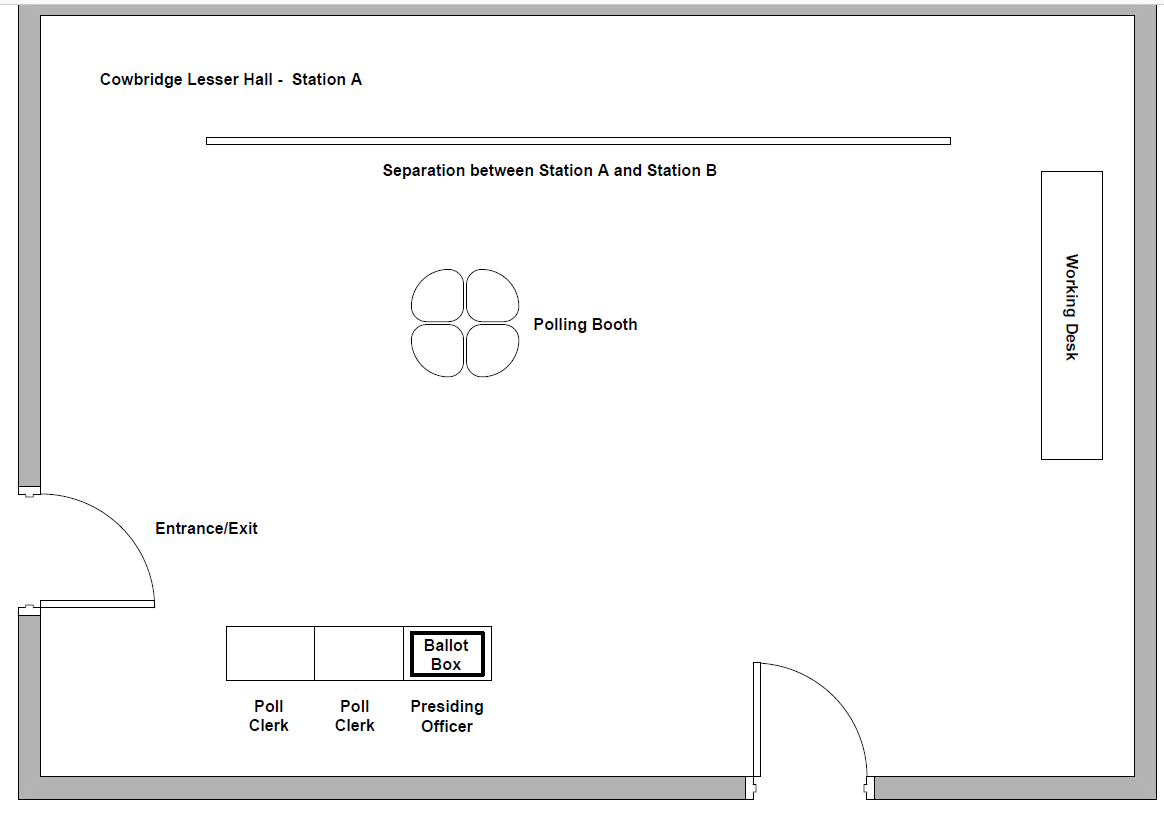 Cowbridge Lesser Hall - Station A
Separation between Station A and Station B
Polling Booth
Working Desk
Entrance/Exit
Ballot
Box
Poll
Clerk
Poll
Clerk
Presiding
Officer